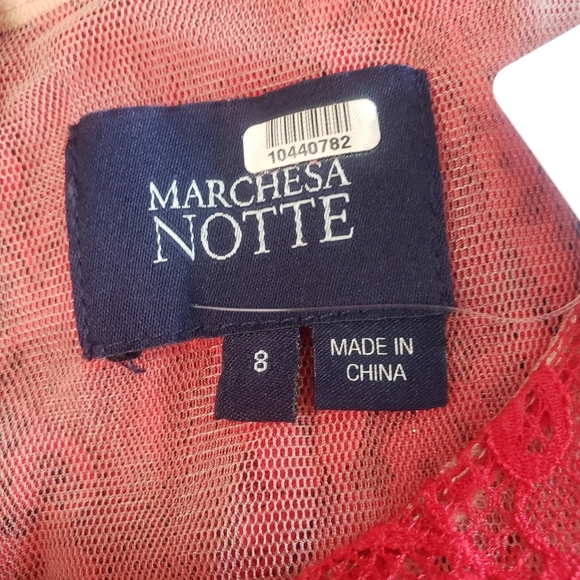 10440782
MARCHESA
NOTTE
8
MADE IN
CHINA